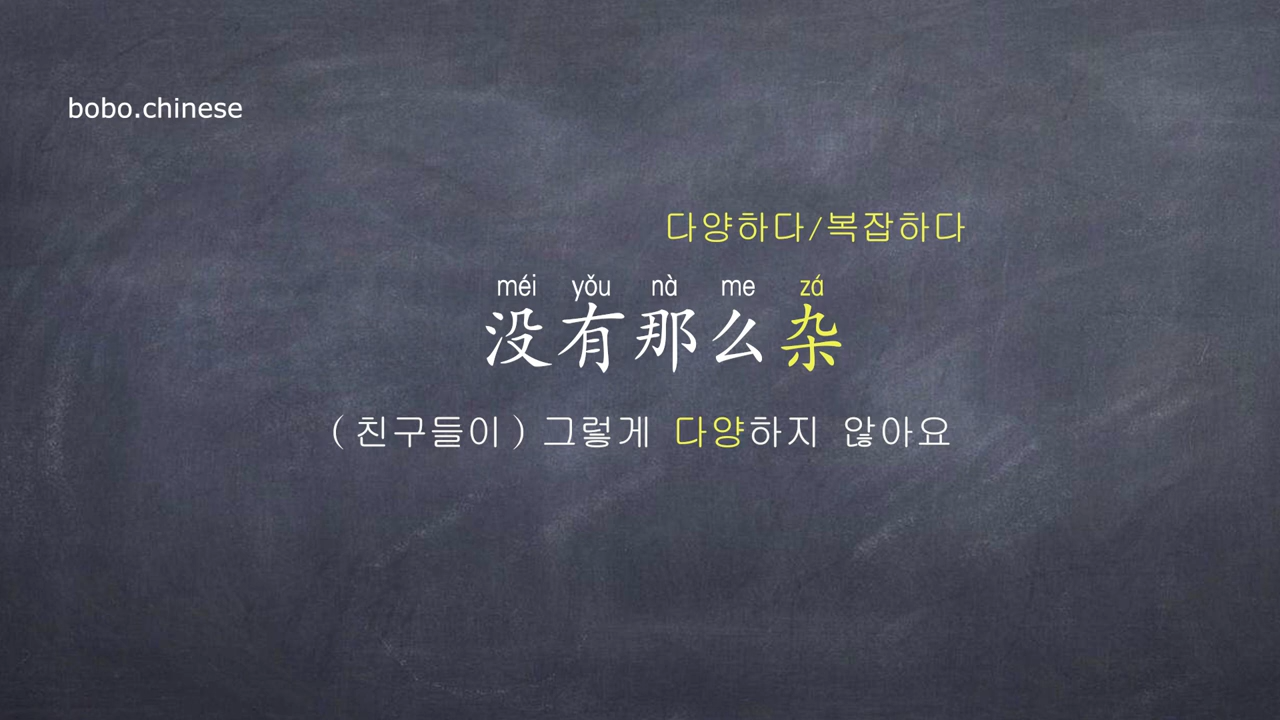 bobo.chinese
다양하다/복잡하다
méi yǒu nà me zá
没有那么杂
(친구들이) 그렇게 다양하지 않아요